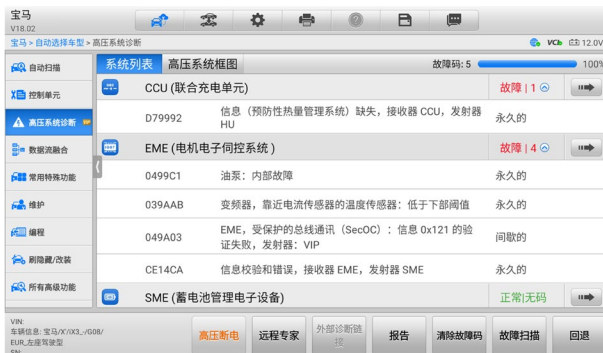 宝马
V18.02
宝马 > 自动选择车型 > 高压系统诊断
VCI
12.0V
自动扫描
控制单元
高压系统诊断
数据流融合
常用特殊功能
维护
编程
刷隐藏/改装
所有高级功能
系统列表 高压系统框图 故障码: 5 100%
CCU (联合充电单元) 故障 | 1
D79992 信息（预防性热量管理系统）缺失，接收器 CCU，发射器 HU 永久的
EME (电机电子伺控系统 ) 故障 | 4
0499C1 油泵：内部故障 永久的
039AAB 变频器，靠近电流传感器的温度传感器：低于下部阈值 永久的
049A03 EME，受保护的总线通讯（SecOC）: 信息 0x121 的验证失败，发射器：VIP 间歇的
CE14CA 信息校验和错误，接收器 EME，发射器 SME 永久的
SME (蓄电池管理电子设备) 正常|无码
VIN:
车辆信息: 宝马/X'/iX3_-/G08/
EUR_左座驾驶型
SN:
高压断电
远程专家
外部诊断链接
报告
清除故障码
故障扫描
回退